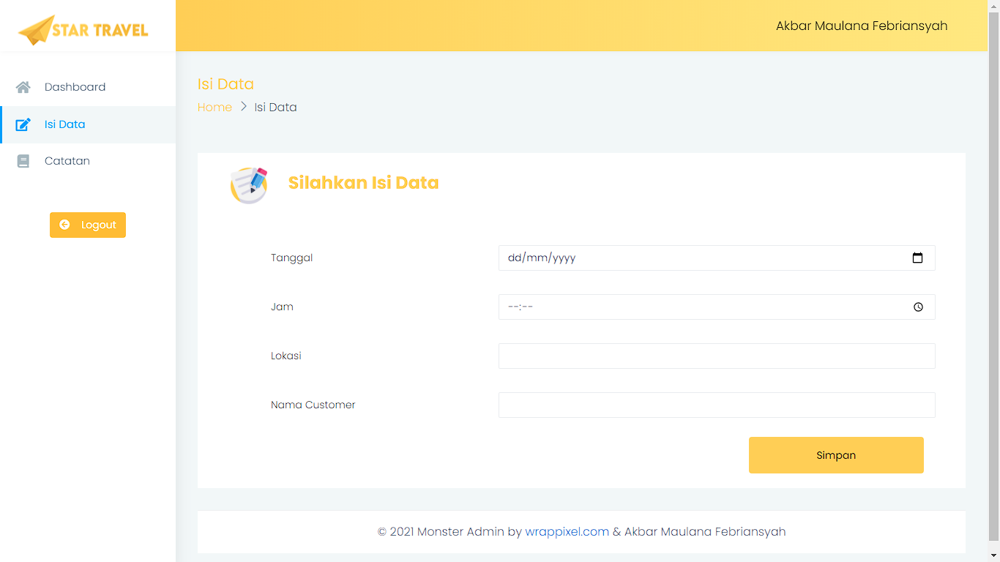 STAR TRAVEL
Akbar Maulana Febriansyah
Dashboard
Isi Data
Catatan
Logout
Isi Data
Home > Isi Data
Silahkan Isi Data
Tanggal
dd/mm/yyyy
Jam
--:--
Lokasi
Nama Customer
Simpan
© 2021 Monster Admin by wrappixel.com & Akbar Maulana Febriansyah